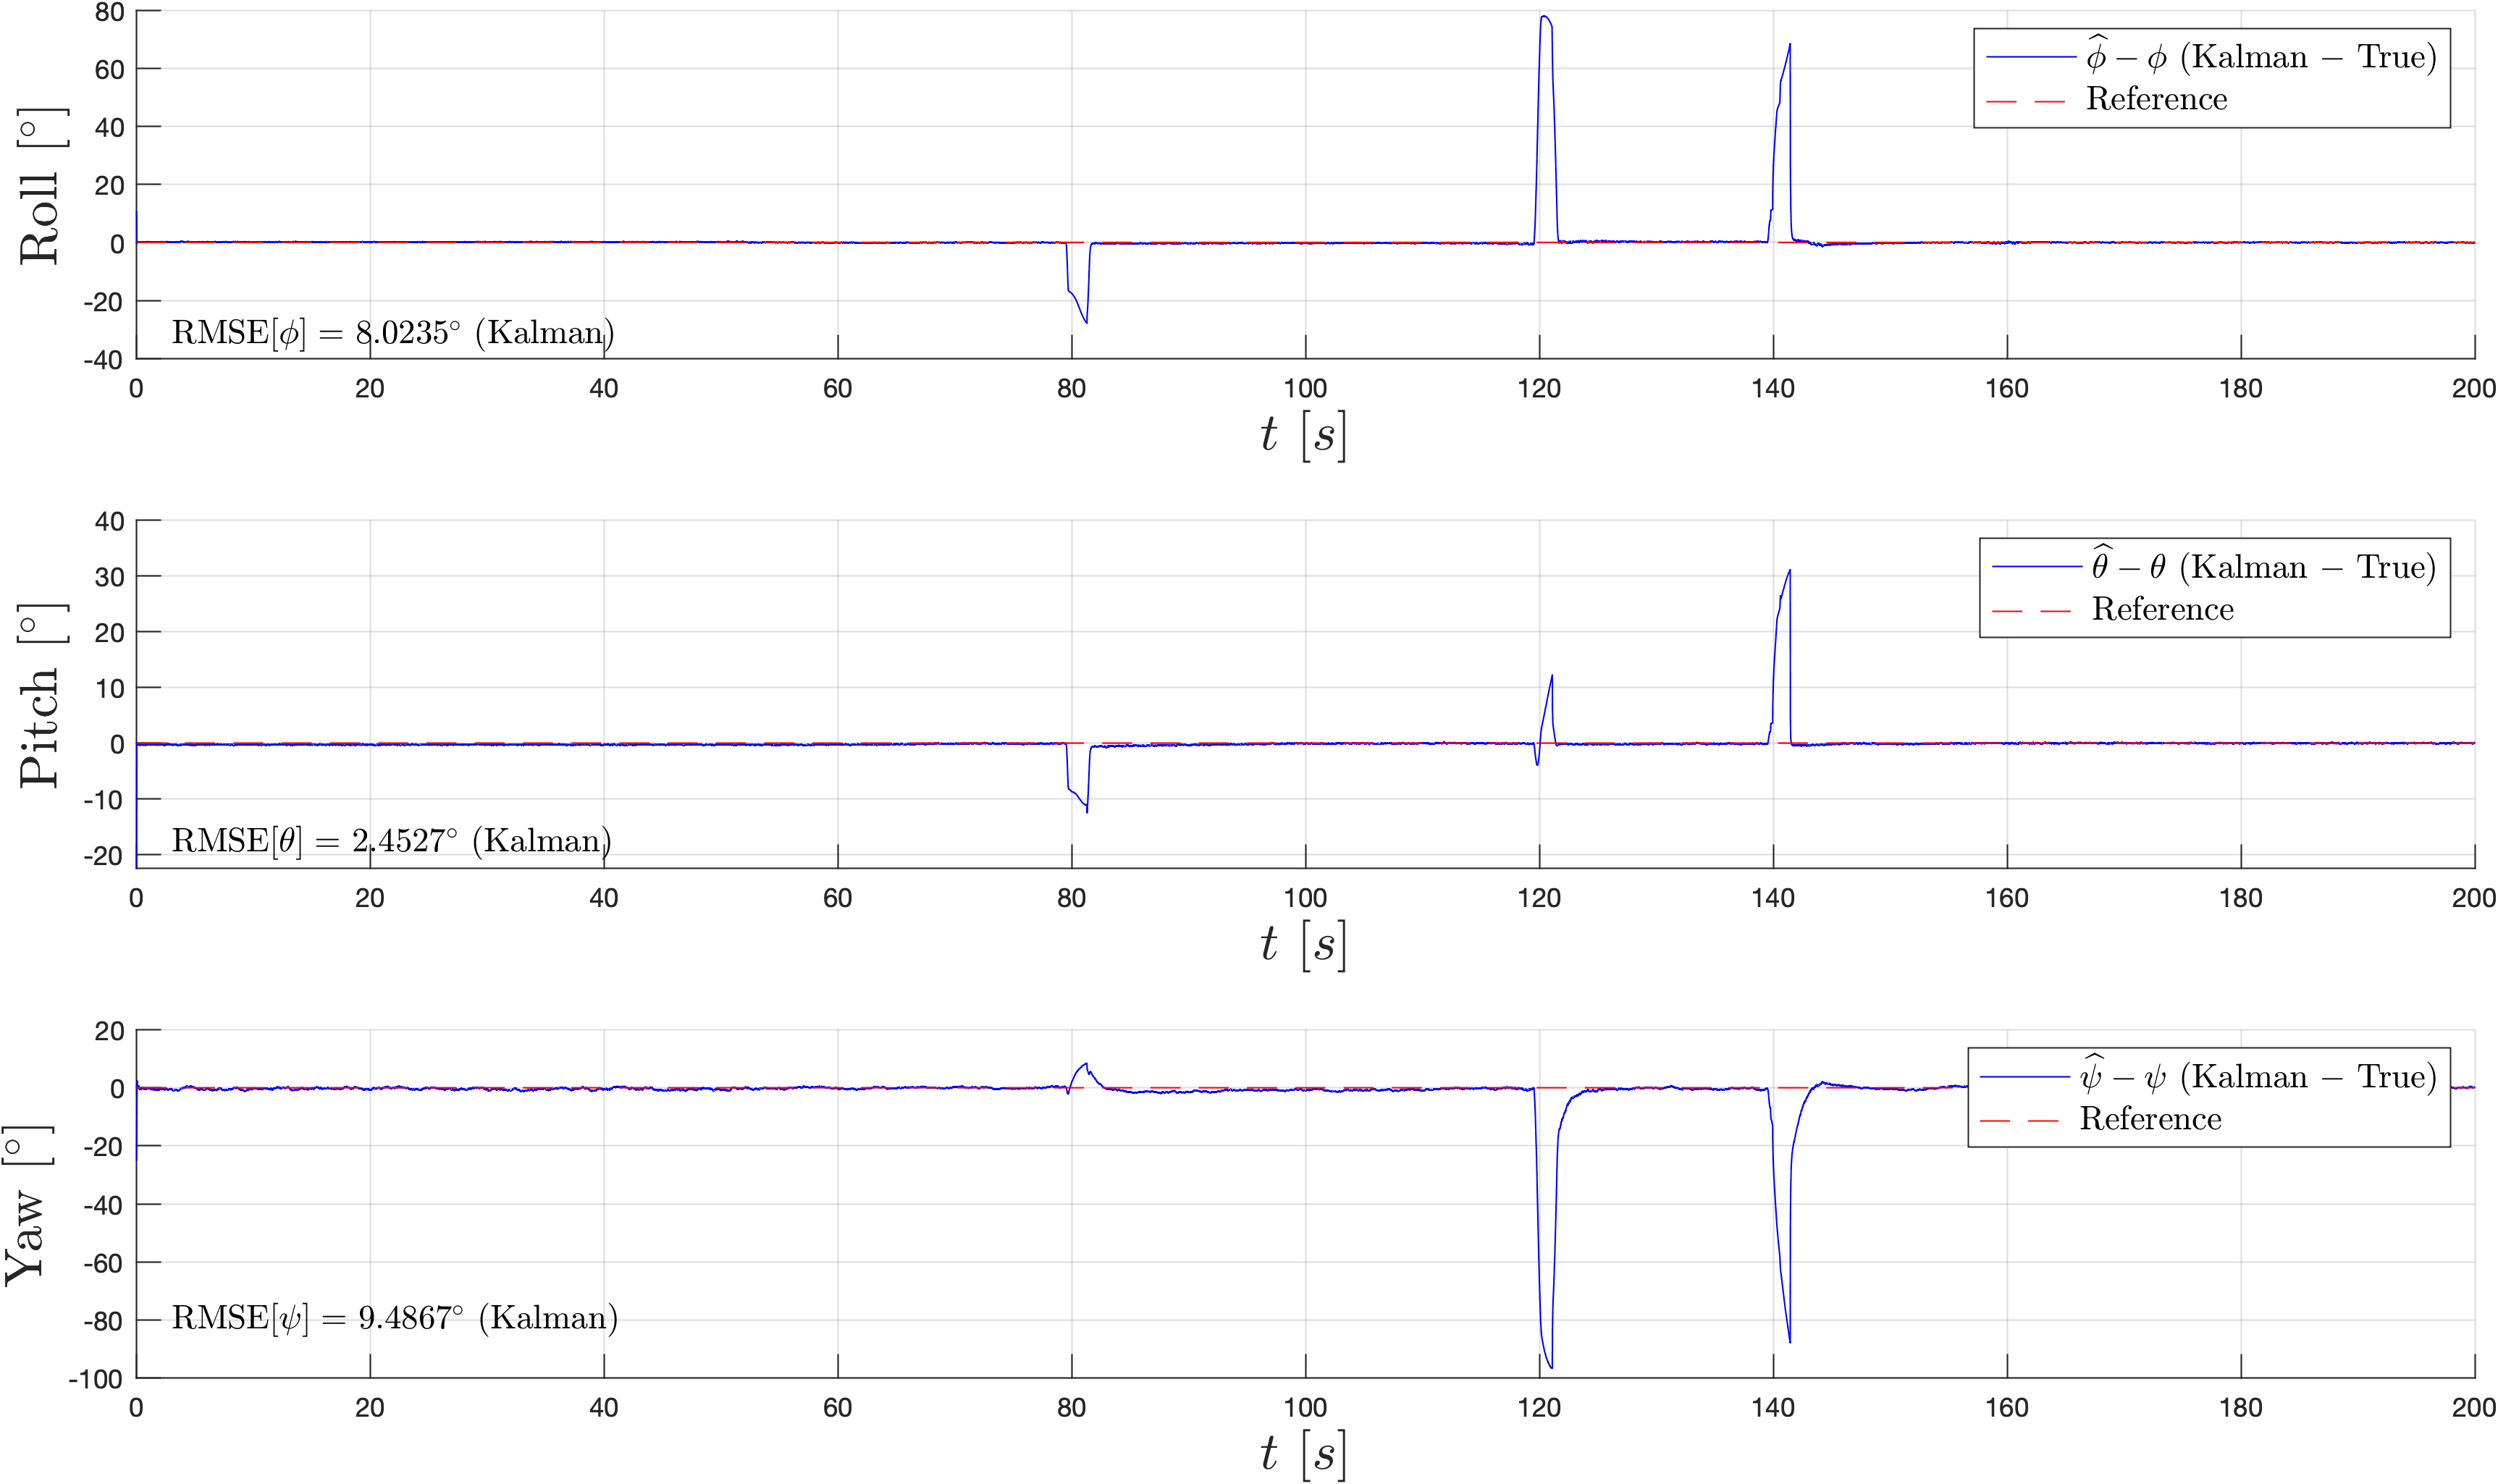 80
60
40
20
0
-20
-40
Roll [°]
ϕ̂ − ϕ (Kalman − True)
Reference
RMSE[ϕ] = 8.0235° (Kalman)
0 20 40 60 80 100 120 140 160 180 200
t [s]
40
30
20
10
0
-10
-20
Pitch [°]
θ̂ − θ (Kalman − True)
Reference
RMSE[θ] = 2.4527° (Kalman)
0 20 40 60 80 100 120 140 160 180 200
t [s]
20
0
-20
-40
-60
-80
-100
Yaw [°]
ψ̂ − ψ (Kalman − True)
Reference
RMSE[ψ] = 9.4867° (Kalman)
0 20 40 60 80 100 120 140 160 180 200
t [s]